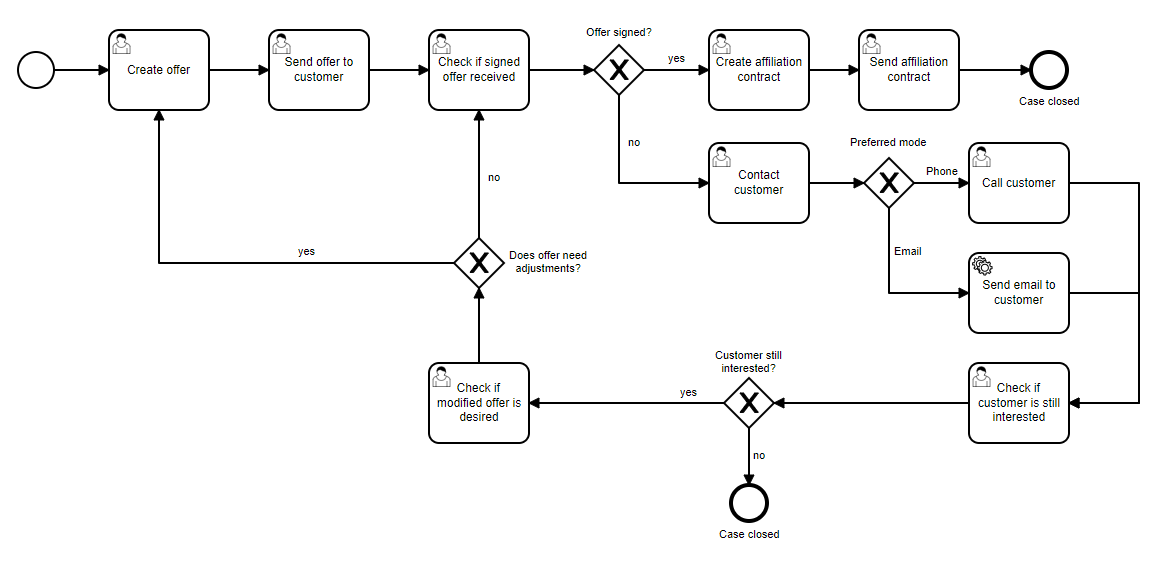 Offer signed?
Create offer
Send offer to
customer
Check if signed
offer received
yes
Create affiliation
contract
Send affiliation
contract
Case closed
no
Contact
customer
Preferred mode
Phone
Call customer
Email
Send email to
customer
no
yes
Does offer need
adjustments?
Check if
modified offer is
desired
yes
Customer still
interested?
Check if
customer is still
interested
no
Case closed